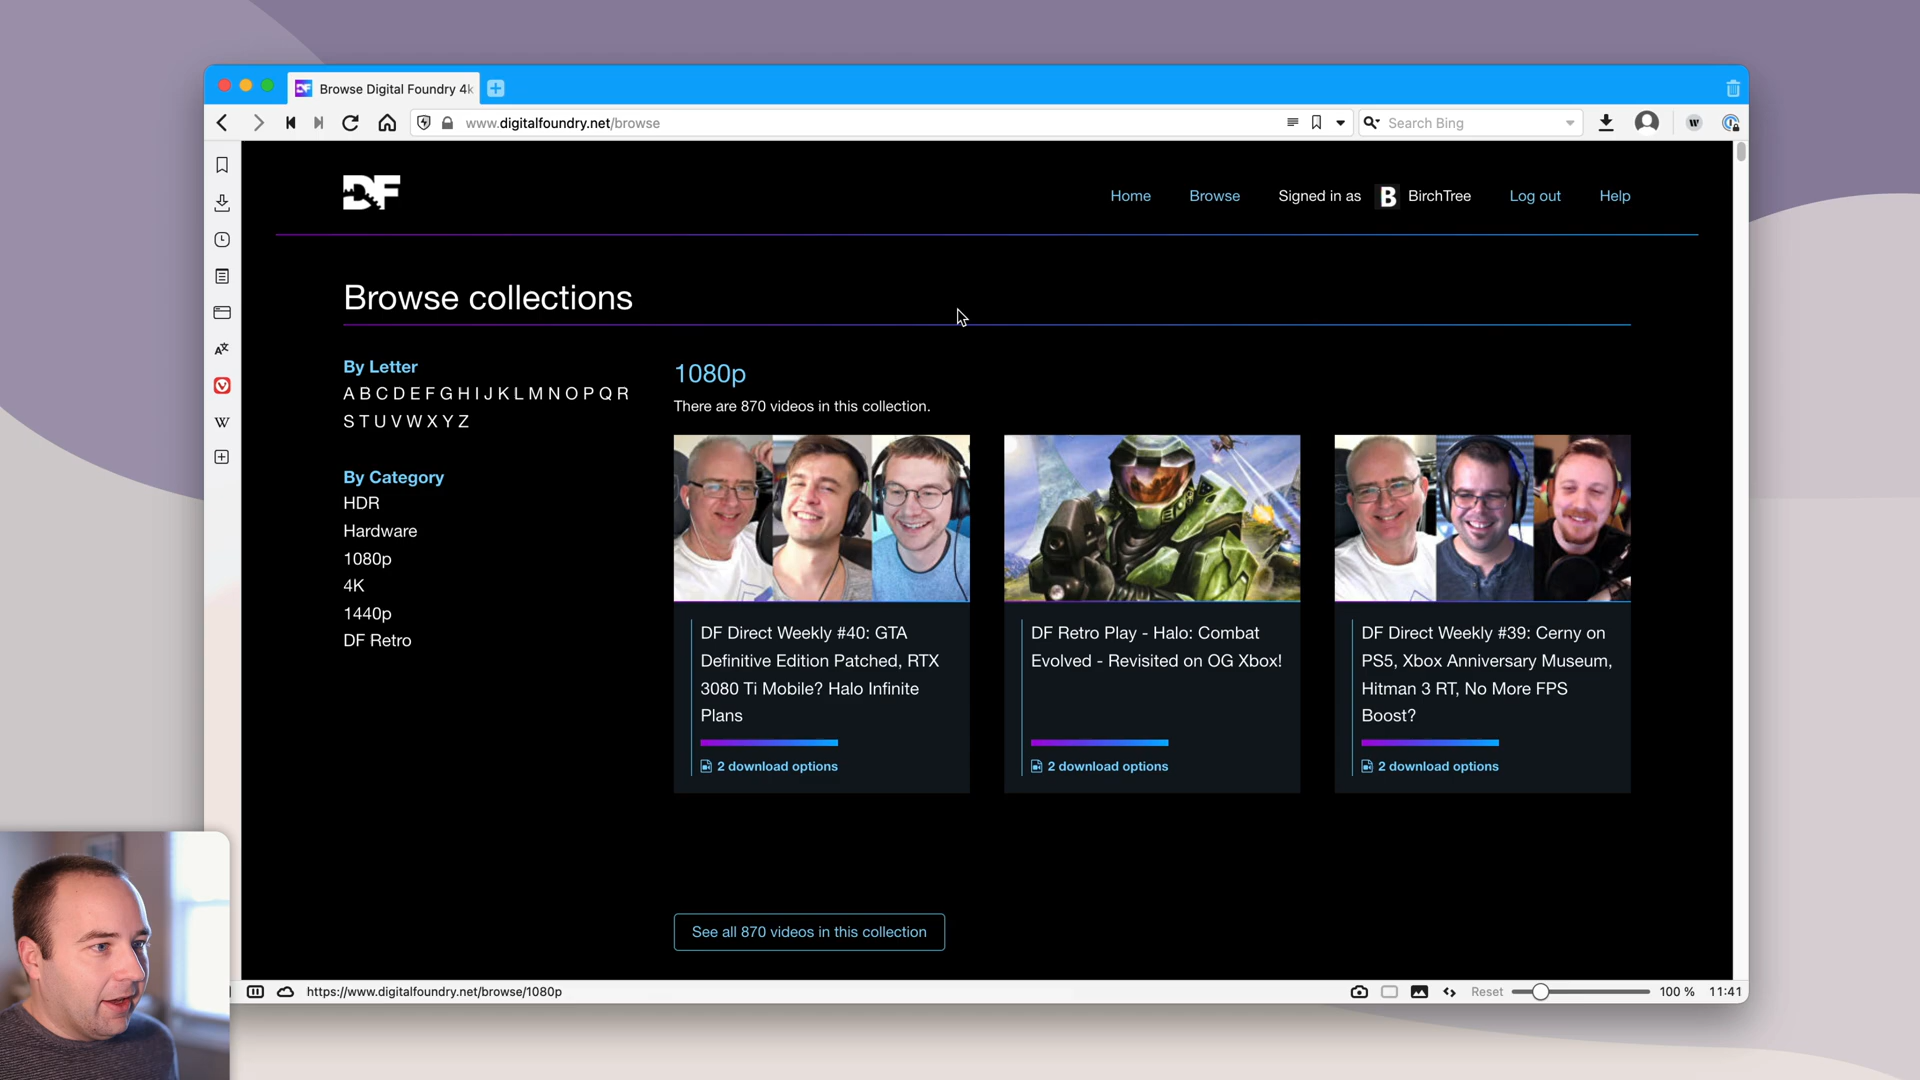 Browse Digital Foundry 4k
www.digitalfoundry.net/browse
Search Bing
W
DF
Home Browse Signed in as B BirchTree Log out Help
Browse collections
By Letter
A B C D E F G H I J K L M N O P Q R
S T U V W X Y Z
By Category
HDR
Hardware
1080p
4K
1440p
DF Retro
1080p
There are 870 videos in this collection.
DF Direct Weekly #40: GTA
Definitive Edition Patched, RTX
3080 Ti Mobile? Halo Infinite
Plans
2 download options
DF Retro Play - Halo: Combat
Evolved - Revisited on OG Xbox!
2 download options
DF Direct Weekly #39: Cerny on
PS5, Xbox Anniversary Museum,
Hitman 3 RT, No More FPS
Boost?
2 download options
See all 870 videos in this collection
https://www.digitalfoundry.net/browse/1080p
Reset 100 % 11:41